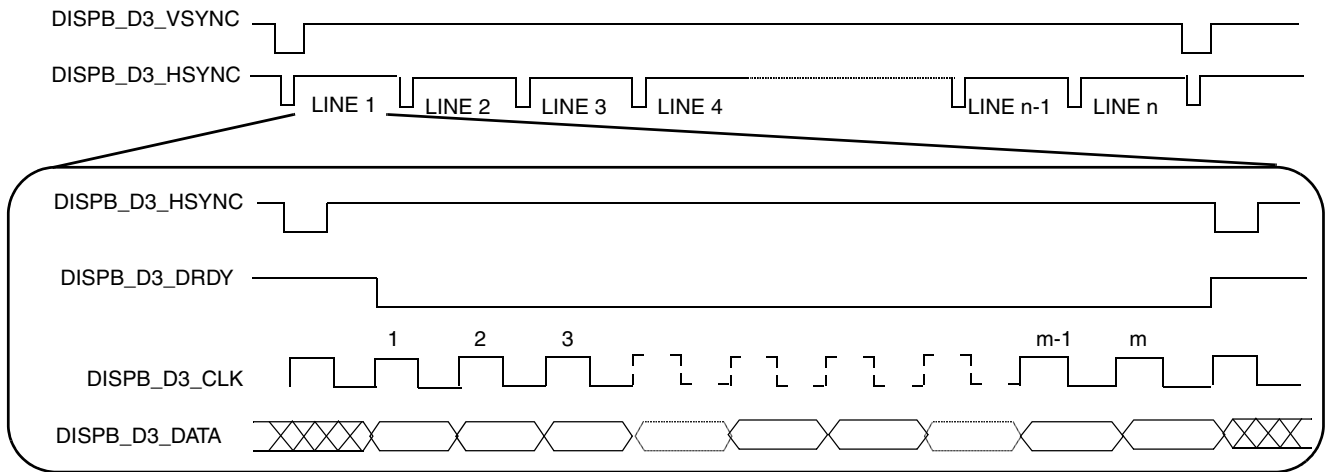 DISPB_D3_VSYNC
DISPB_D3_HSYNC
LINE 1 LINE 2 LINE 3 LINE 4 LINE n-1 LINE n
DISPB_D3_HSYNC
DISPB_D3_DRDY
1 2 3 m-1 m
DISPB_D3_CLK
DISPB_D3_DATA